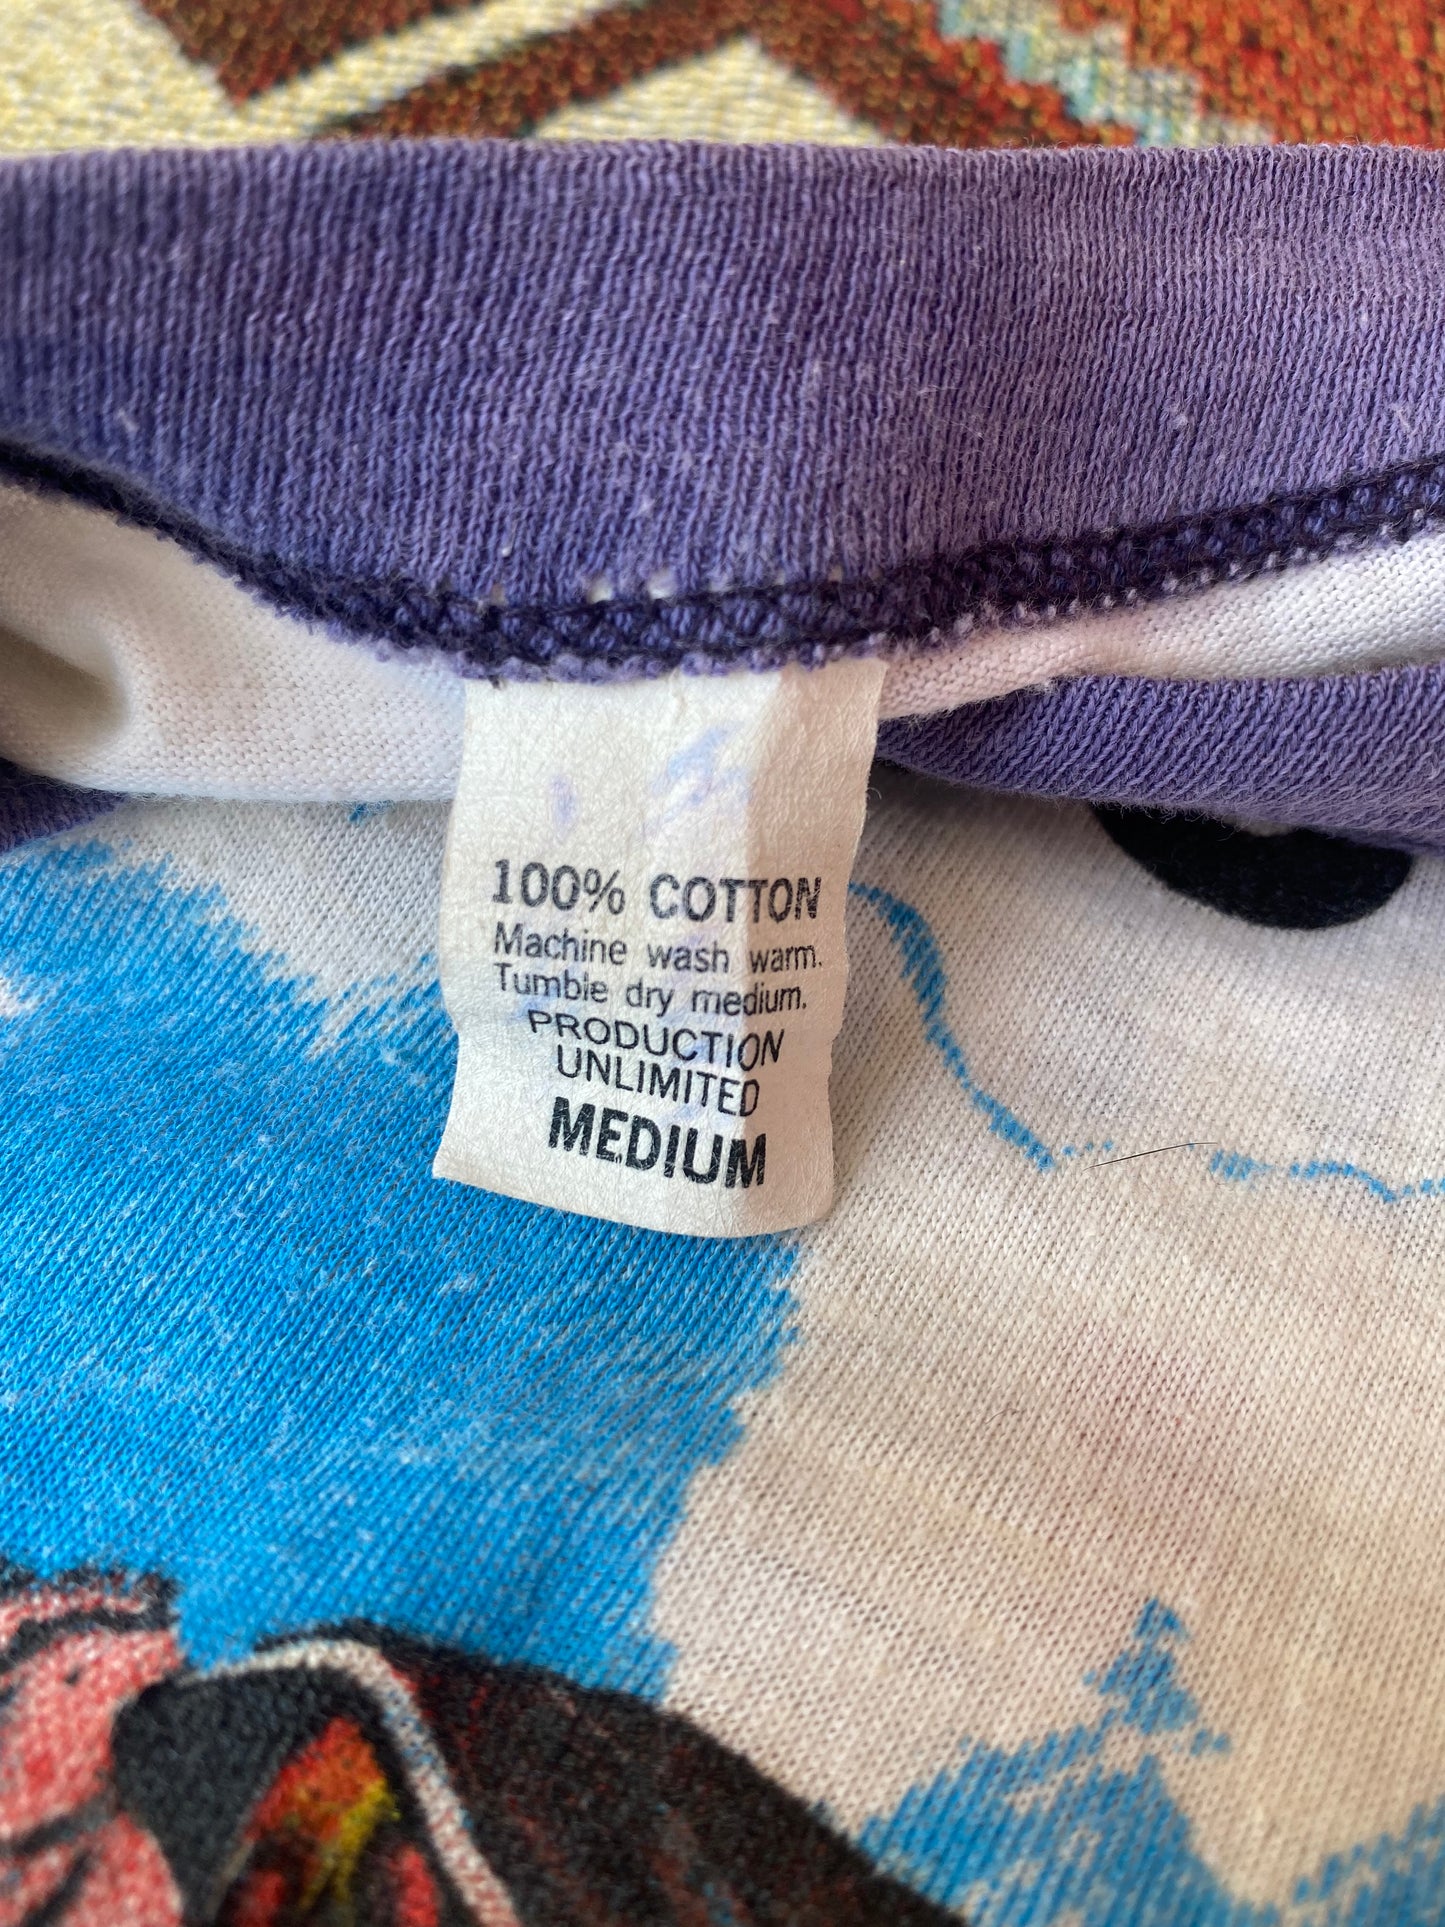 100% COTTON
Machine wash warm.
Tumble dry medium.
PRODUCTION
UNLIMITED
MEDIUM